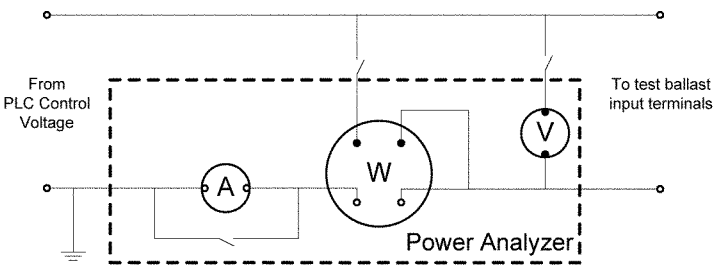 From
PLC Control
Voltage
To test ballast
input terminals
V
W
A
Power Analyzer